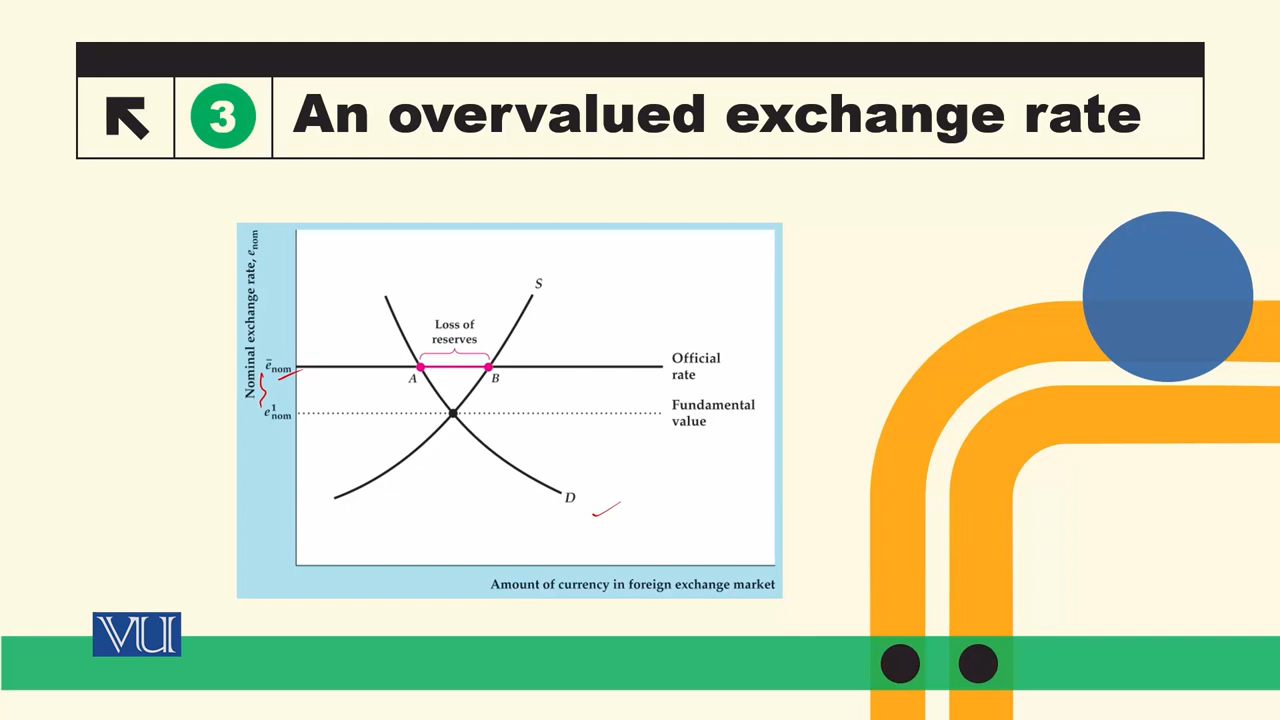 3 An overvalued exchange rate
Nominal exchange rate, eₙₒₘ
S
Loss of
reserves
ēₙₒₘ
A
B
Official
rate
e¹ₙₒₘ
Fundamental
value
D
Amount of currency in foreign exchange market
VU